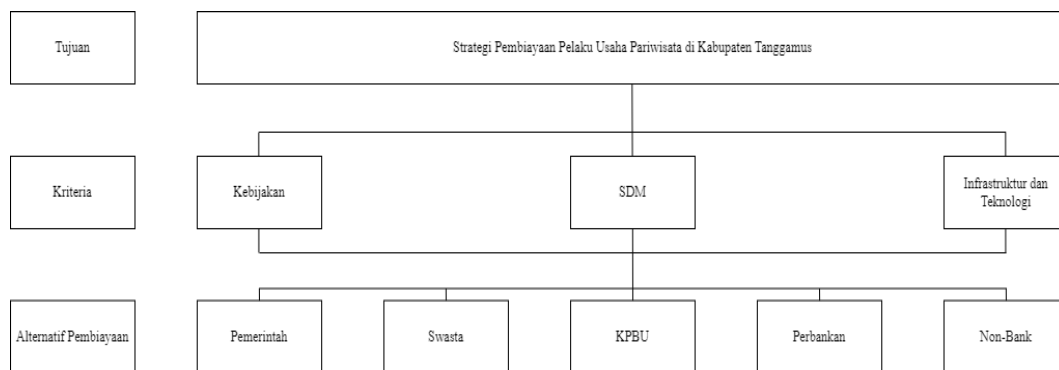 Tujuan
Strategi Pembiayaan Pelaku Usaha Pariwisata di Kabupaten Tanggamus
Kriteria
Kebijakan
SDM
Infrastruktur dan
Teknologi
Alternatif Pembiayaan
Pemerintah
Swasta
KPBU
Perbankan
Non-Bank